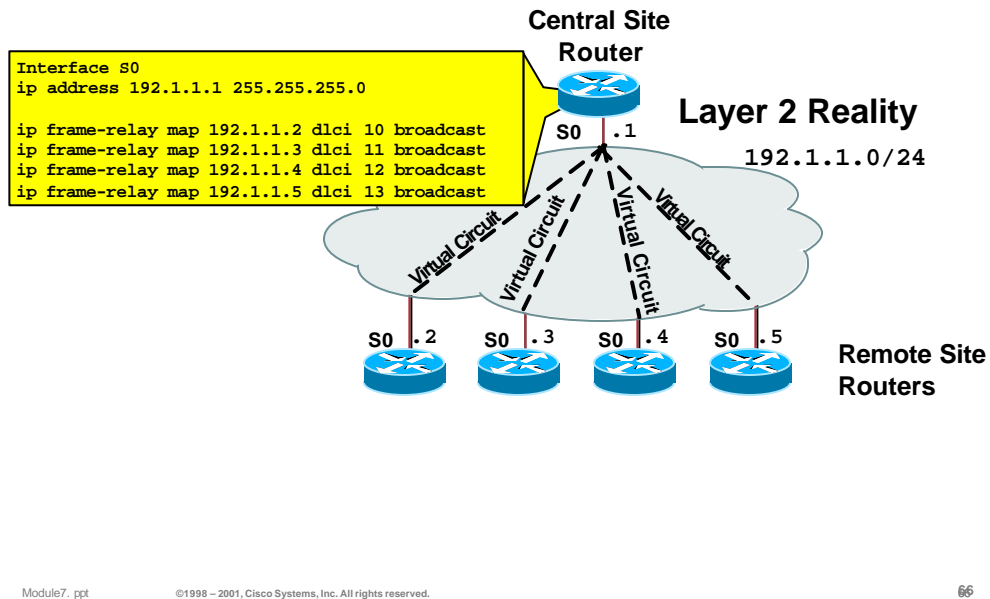 Central Site
Router
Interface S0
ip address 192.1.1.1 255.255.255.0
ip frame-relay map 192.1.1.2 dlci 10 broadcast
ip frame-relay map 192.1.1.3 dlci 11 broadcast
ip frame-relay map 192.1.1.4 dlci 12 broadcast
ip frame-relay map 192.1.1.5 dlci 13 broadcast
S0 .1
Layer 2 Reality
192.1.1.0/24
Virtual Circuit
Virtual Circuit
Virtual Circuit
Virtual Circuit
S0 .2
S0 .3
S0 .4
S0 .5
Remote Site
Routers
Module7. ppt
©1998 – 2001, Cisco Systems, Inc. All rights reserved.